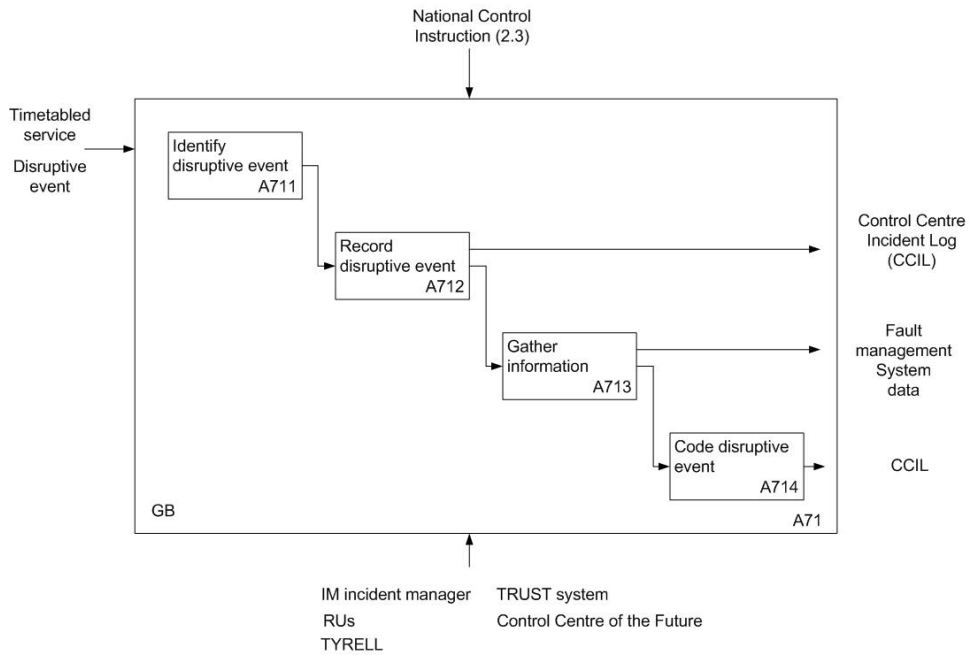 National Control
Instruction (2.3)
Timetabled
service
Disruptive
event
Identify
disruptive event
A711
Record
disruptive event
A712
Control Centre
Incident Log
(CCIL)
Gather
information
A713
Fault
management
System
data
Code disruptive
event
A714
CCIL
GB
A71
IM incident manager
RUs
TYRELL
TRUST system
Control Centre of the Future